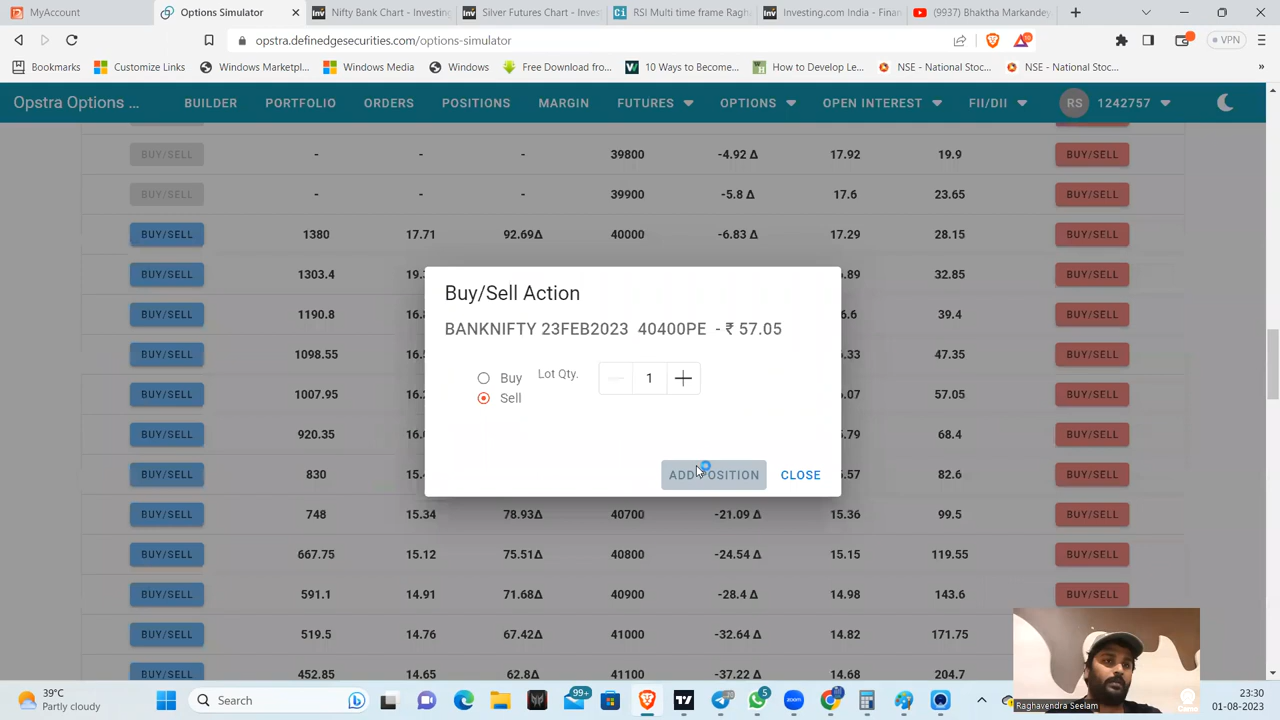 MyAccount
Options Simulator
Nifty Bank Chart - Investing
Silver Futures Chart - Invest
RSI Multi time frame Ragha
Investing.com India - Finan
(9937) Bhaktha Markandey
opstra.definedgesecurities.com/options-simulator
VPN
Bookmarks
Customize Links
Windows Marketpl...
Windows Media
Windows
Free Download fro...
10 Ways to Become...
How to Develop Le...
NSE - National Stoc...
NSE - National Stoc...
Opstra Options ...
BUILDER
PORTFOLIO
ORDERS
POSITIONS
MARGIN
FUTURES
OPTIONS
OPEN INTEREST
FII/DII
RS
1242757
BUY/SELL - - - 39800 -4.92 Δ 17.92 19.9 BUY/SELL
BUY/SELL - - - 39900 -5.8 Δ 17.6 23.65 BUY/SELL
BUY/SELL 1380 17.71 92.69Δ 40000 -6.83 Δ 17.29 28.15 BUY/SELL
BUY/SELL 1303.4 32.85 BUY/SELL
BUY/SELL 1190.8 39.4 BUY/SELL
BUY/SELL 1098.55 47.35 BUY/SELL
BUY/SELL 1007.95 57.05 BUY/SELL
BUY/SELL 920.35 68.4 BUY/SELL
BUY/SELL 830 82.6 BUY/SELL
BUY/SELL 748 15.34 78.93Δ 40700 -21.09 Δ 15.36 99.5 BUY/SELL
BUY/SELL 667.75 15.12 75.51Δ 40800 -24.54 Δ 15.15 119.55 BUY/SELL
BUY/SELL 591.1 14.91 71.68Δ 40900 -28.4 Δ 14.98 143.6 BUY/SELL
BUY/SELL 519.5 14.76 67.42Δ 41000 -32.64 Δ 14.82 171.75 BUY/SELL
BUY/SELL 452.85 14.65 62.8Δ 41100 -37.22 Δ 14.68 204.7
Buy/Sell Action
BANKNIFTY 23FEB2023 40400PE - ₹ 57.05
Buy
Lot Qty.
1
Sell
ADD POSITION
CLOSE
Raghavendra Seelam
39°C
Partly cloudy
Search
99+
5
zoom
23:30
01-08-2023